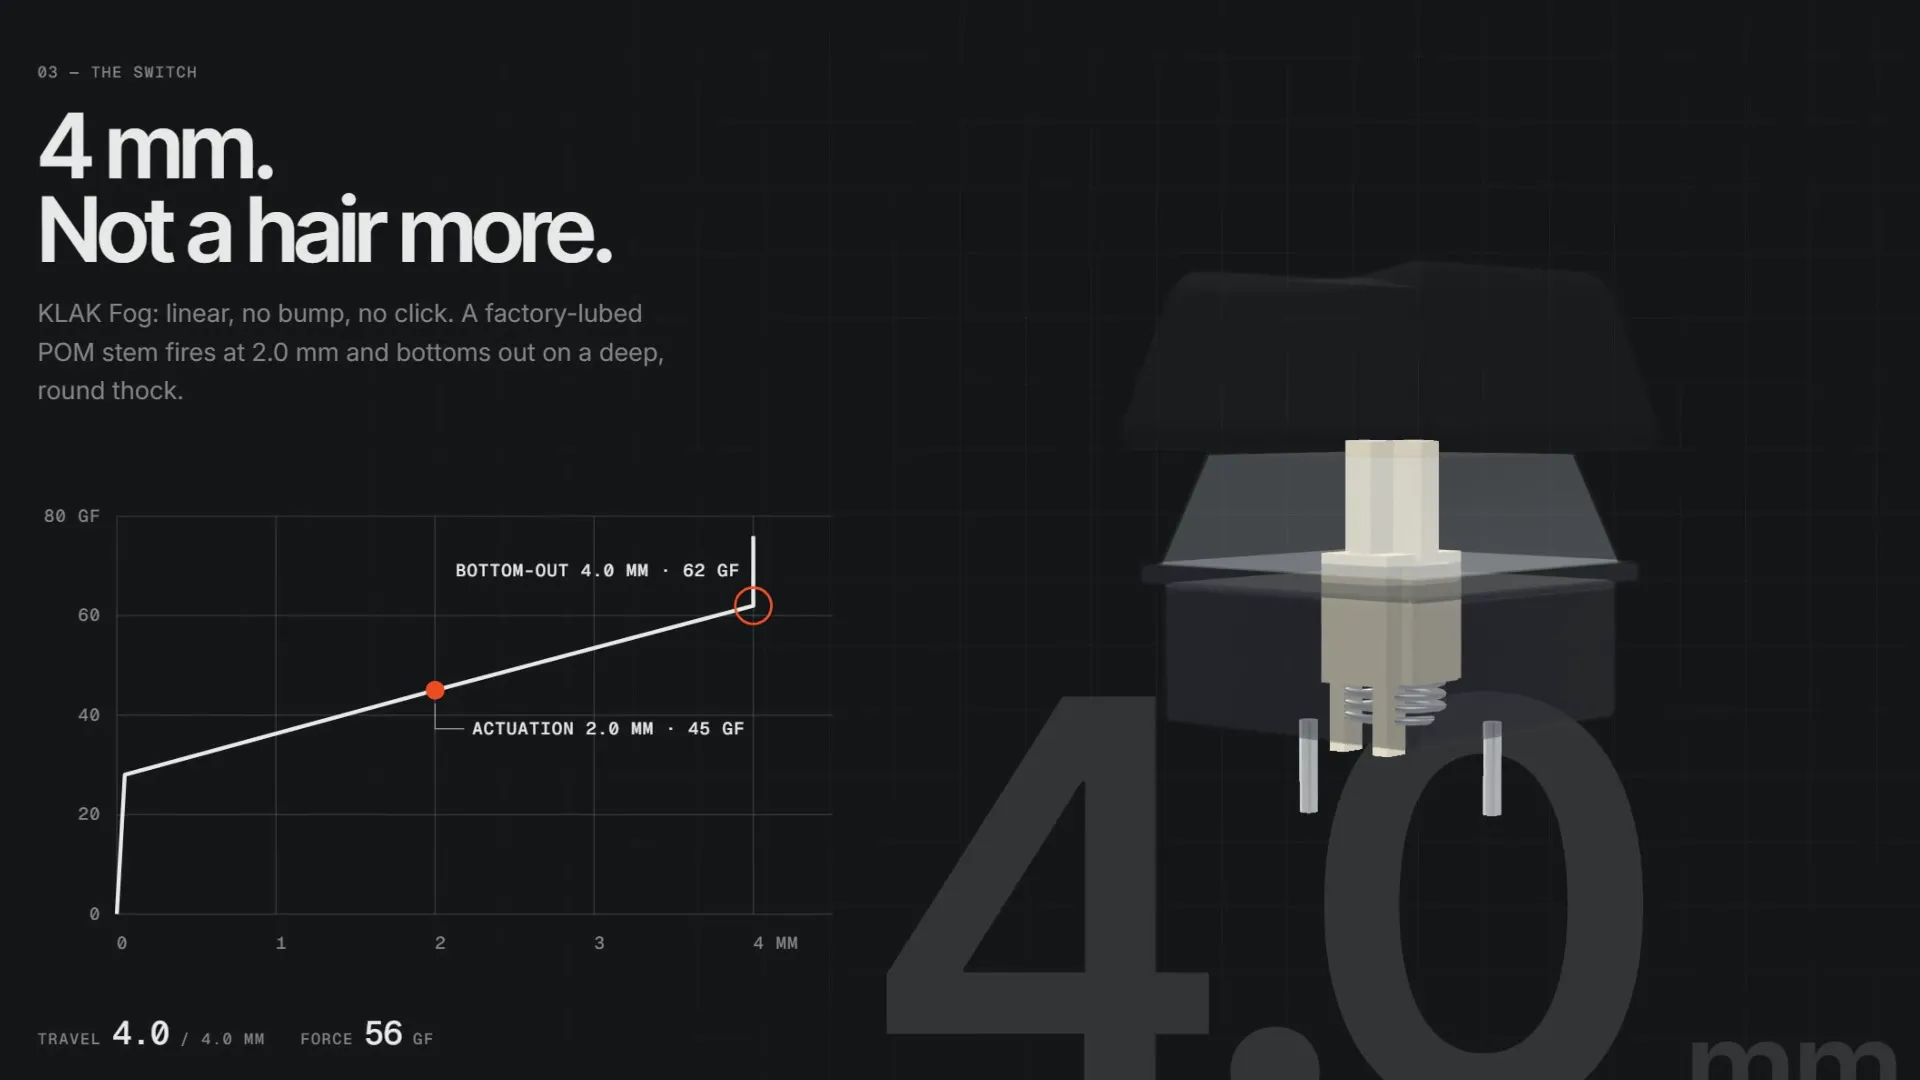 03 — THE SWITCH
4 mm.
Not a hair more.
KLAK Fog: linear, no bump, no click. A factory-lubed
POM stem fires at 2.0 mm and bottoms out on a deep,
round thock.
80 GF
BOTTOM-OUT 4.0 MM · 62 GF
60
40
ACTUATION 2.0 MM · 45 GF
20
0
0 1 2 3 4 MM
TRAVEL 4.0 / 4.0 MM FORCE 56 GF
4.0 mm